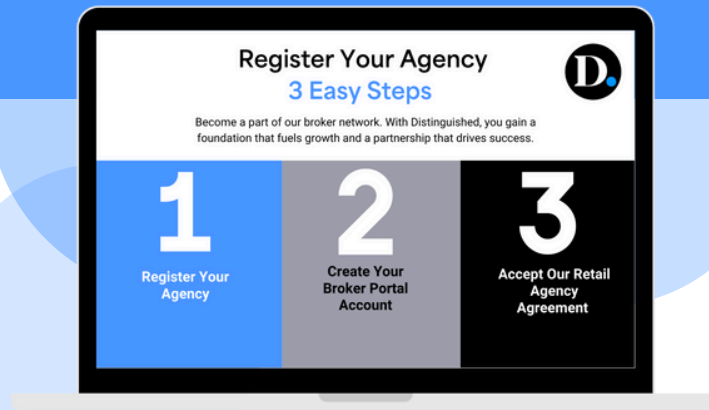 Register Your Agency
D.
3 Easy Steps
Become a part of our broker network. With Distinguished, you gain a
foundation that fuels growth and a partnership that drives success.
1
Register Your
Agency
2
Create Your
Broker Portal
Account
3
Accept Our Retail
Agency
Agreement